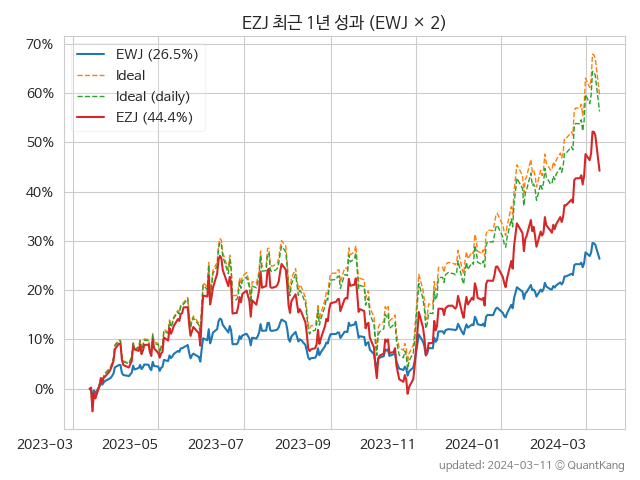 EZJ 최근 1년 성과 (EWJ × 2)
70%
60%
50%
40%
30%
20%
10%
0%
EWJ (26.5%)
Ideal
Ideal (daily)
EZJ (44.4%)
2023-03 2023-05 2023-07 2023-09 2023-11 2024-01 2024-03
updated: 2024-03-11 © QuantKang